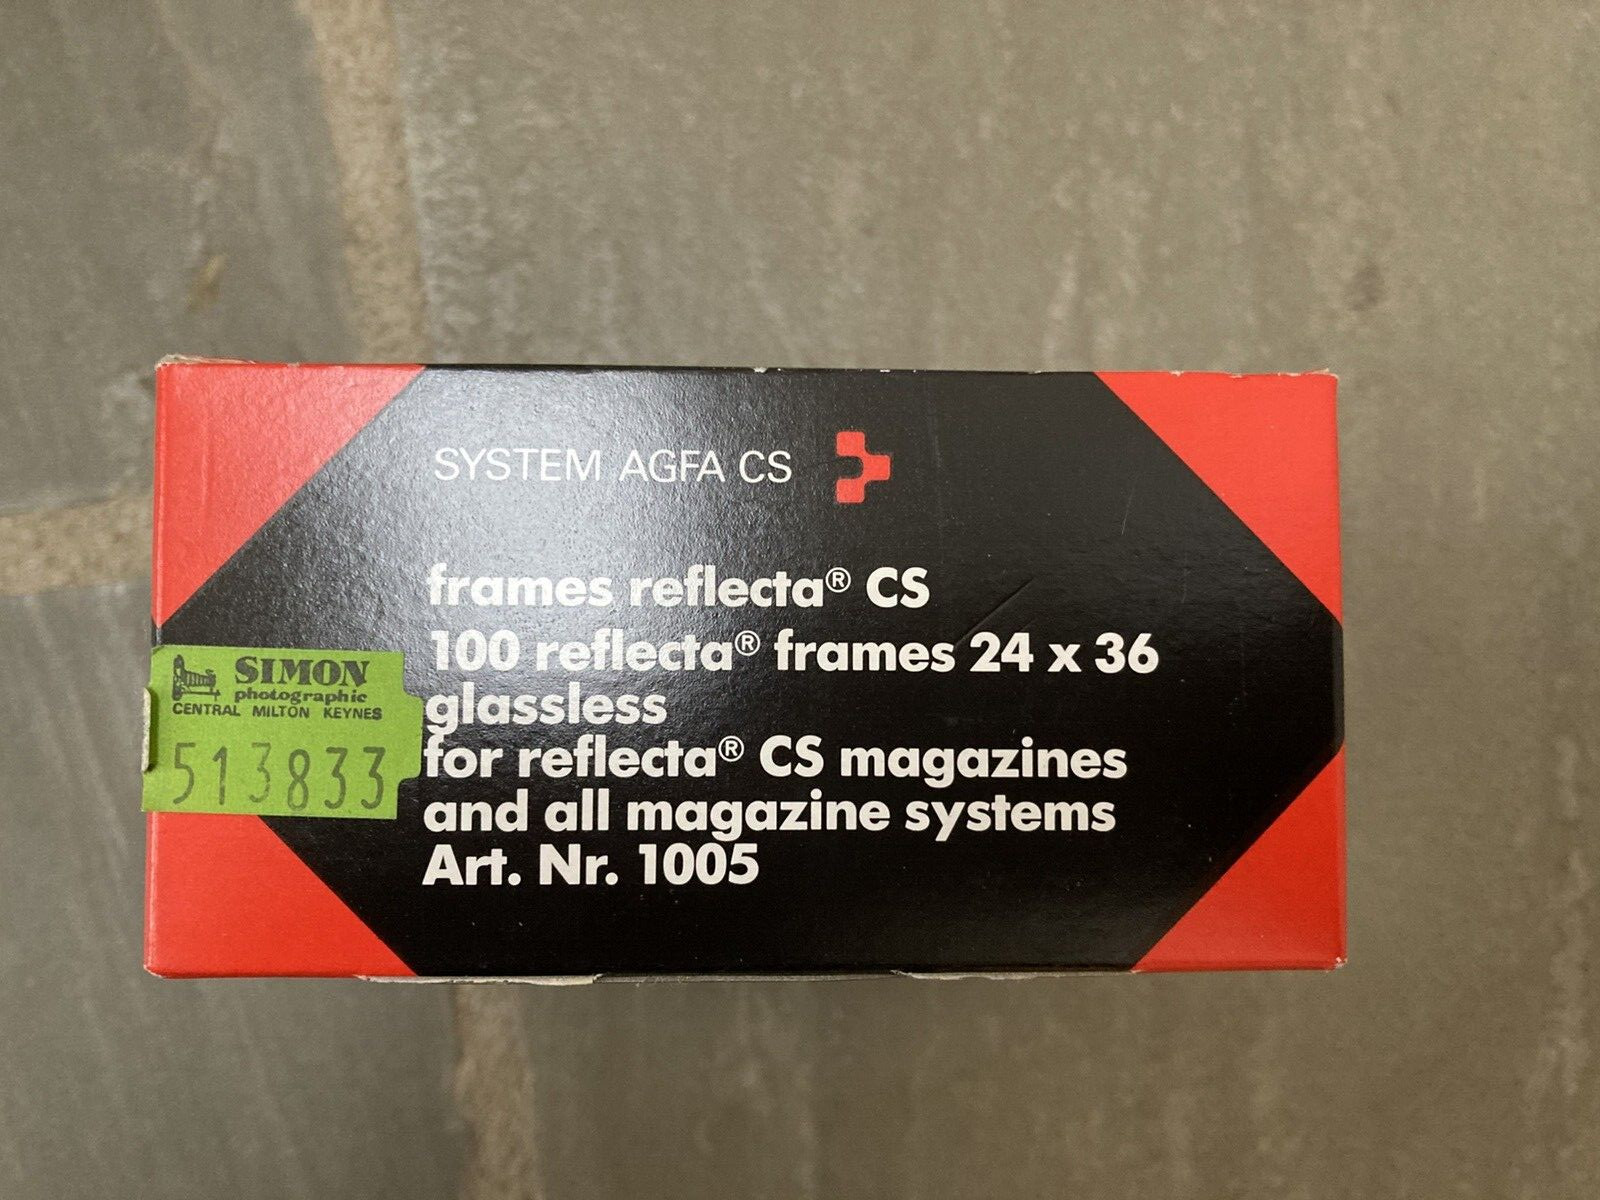 SYSTEM AGFA CS
frames reflecta® CS
100 reflecta® frames 24 x 36
glassless
for reflecta® CS magazines
and all magazine systems
Art. Nr. 1005
SIMON
photographic
CENTRAL MILTON KEYNES
513833